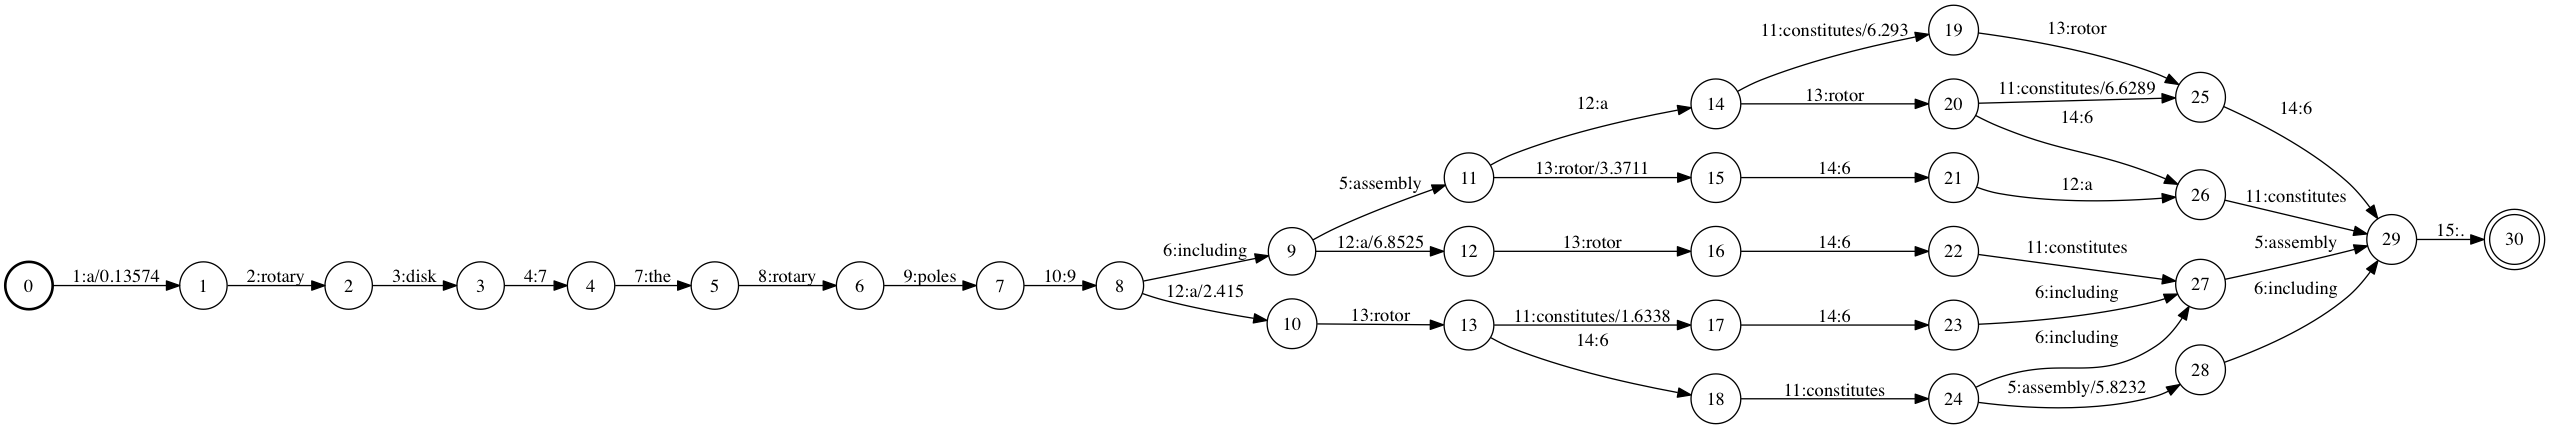 11:constitutes/6.293
19
13:rotor
12:a
14
13:rotor
20
11:constitutes/6.6289
25
14:6
14:6
11
13:rotor/3.3711
15
14:6
21
12:a
26
11:constitutes
5:assembly
6:including
9
12:a/6.8525
12
13:rotor
16
14:6
22
11:constitutes
5:assembly
29
15:.
30
0
1:a/0.13574
1
2:rotary
2
3:disk
3
4:7
4
7:the
5
8:rotary
6
9:poles
7
10:9
8
12:a/2.415
10
13:rotor
13
11:constitutes/1.6338
17
14:6
23
6:including
27
6:including
14:6
18
11:constitutes
24
6:including
5:assembly/5.8232
28